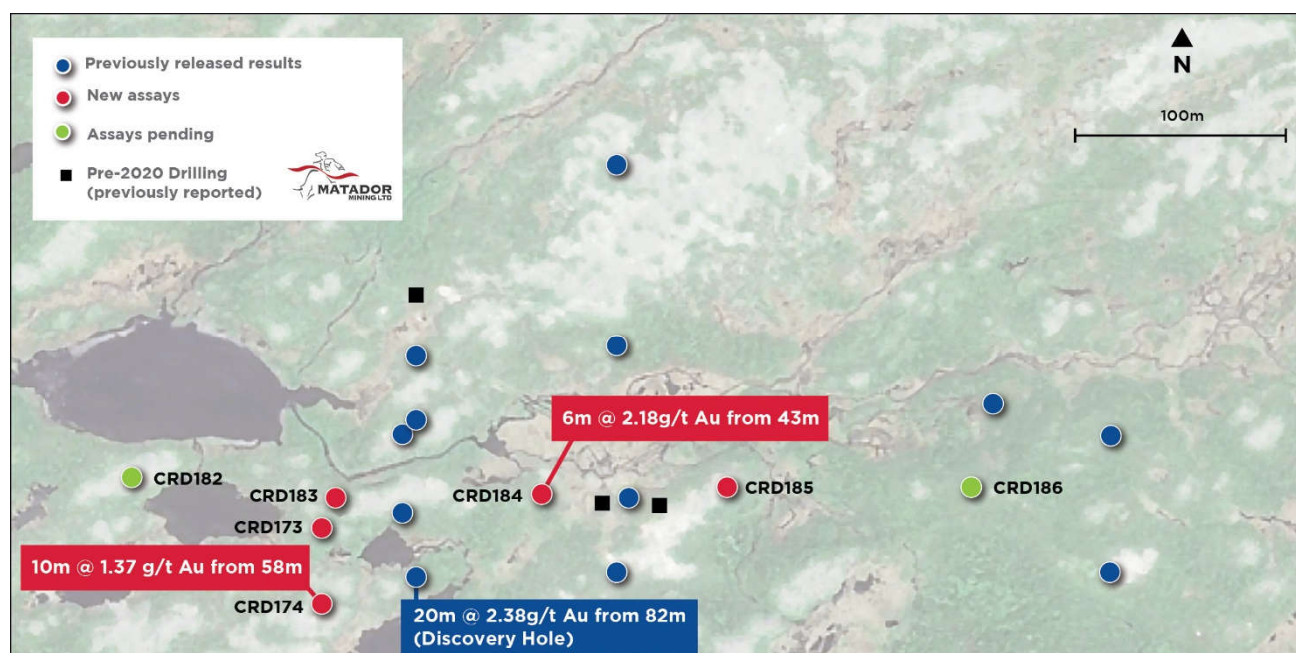 Previously released results
New assays
Assays pending
Pre-2020 Drilling
(previously reported)
MATADOR
MINING LTD
N
100m
6m @ 2.18g/t Au from 43m
CRD182
CRD183
CRD184
CRD185
CRD186
CRD173
10m @ 1.37 g/t Au from 58m
CRD174
20m @ 2.38g/t Au from 82m
(Discovery Hole)